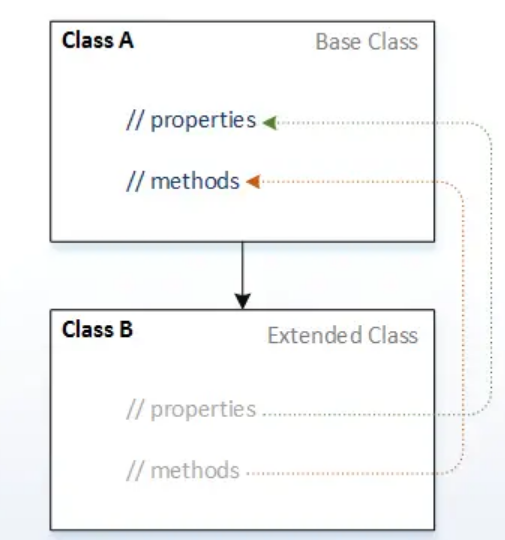 Class A Base Class
// properties
// methods
Class B Extended Class
// properties
// methods